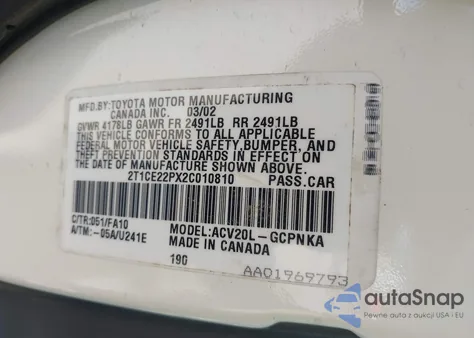 MFD.BY:TOYOTA MOTOR MANUFACTURING
CANADA INC. 03/02
GVWR 4178LB GAWR FR 2491LB RR 2491LB
THIS VEHICLE CONFORMS TO ALL APPLICABLE
FEDERAL MOTOR VEHICLE SAFETY,BUMPER, AND
THEFT PREVENTION STANDARDS IN EFFECT ON
THE DATE OF MANUFACTURE SHOWN ABOVE.
2T1CE22PX2C010810 PASS.CAR
C/TR:051/FA10 MODEL:ACV20L-GCPNKA
A/TM:-05A/U241E MADE IN CANADA
190
AA01969793
autoSnap
Pewne auta z aukcji USA i EU